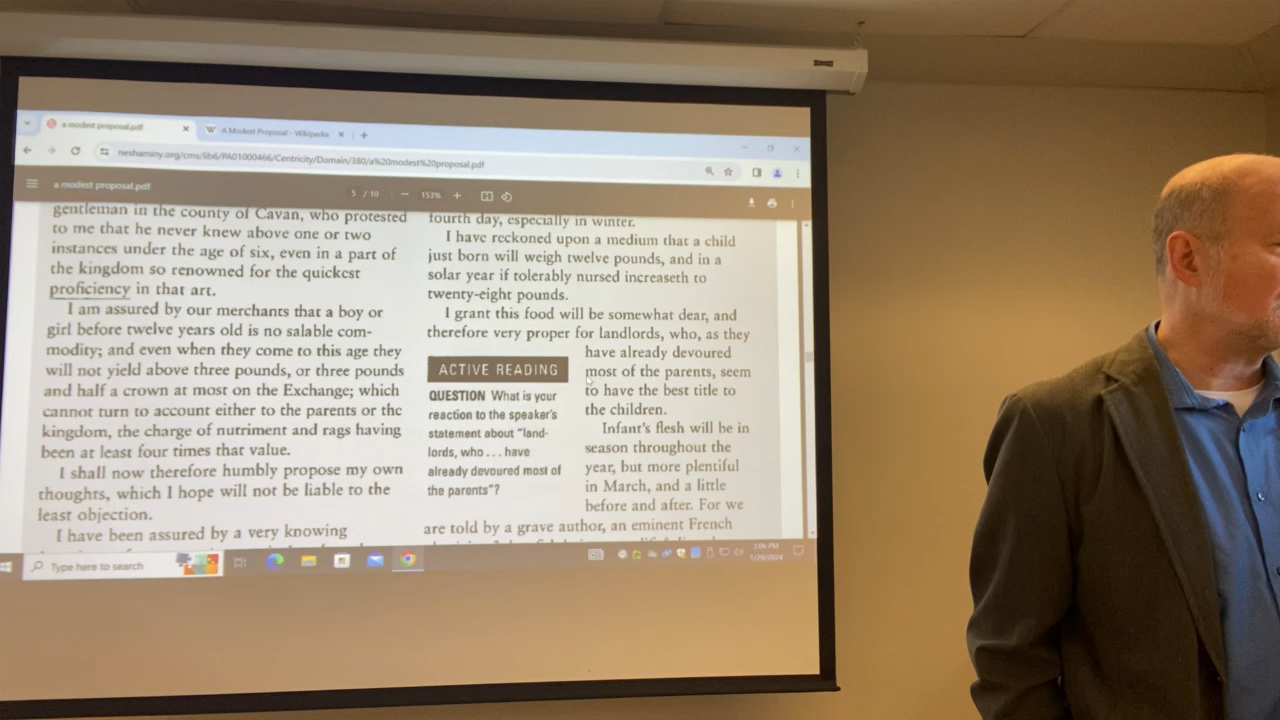 a modest proposal.pdf
A Modest Proposal - Wikipedia
neshaminy.org/cms/lib6/PA01000466/Centricity/Domain/380/a%20modest%20proposal.pdf
a modest proposal.pdf
5 / 10
153%
gentleman in the county of Cavan, who protested
to me that he never knew above one or two
instances under the age of six, even in a part of
the kingdom so renowned for the quickest
proficiency in that art.
I am assured by our merchants that a boy or
girl before twelve years old is no salable com-
modity; and even when they come to this age they
will not yield above three pounds, or three pounds
and half a crown at most on the Exchange; which
cannot turn to account either to the parents or the
kingdom, the charge of nutriment and rags having
been at least four times that value.
I shall now therefore humbly propose my own
thoughts, which I hope will not be liable to the
least objection.
I have been assured by a very knowing
fourth day, especially in winter.
I have reckoned upon a medium that a child
just born will weigh twelve pounds, and in a
solar year if tolerably nursed increaseth to
twenty-eight pounds.
I grant this food will be somewhat dear, and
therefore very proper for landlords, who, as they
have already devoured
most of the parents, seem
to have the best title to
the children.
Infant's flesh will be in
season throughout the
year, but more plentiful
in March, and a little
before and after. For we
are told by a grave author, an eminent French
ACTIVE READING
QUESTION What is your
reaction to the speaker's
statement about "land-
lords, who . . . have
already devoured most of
the parents"?
Type here to search
3:06 PM
1/29/2024